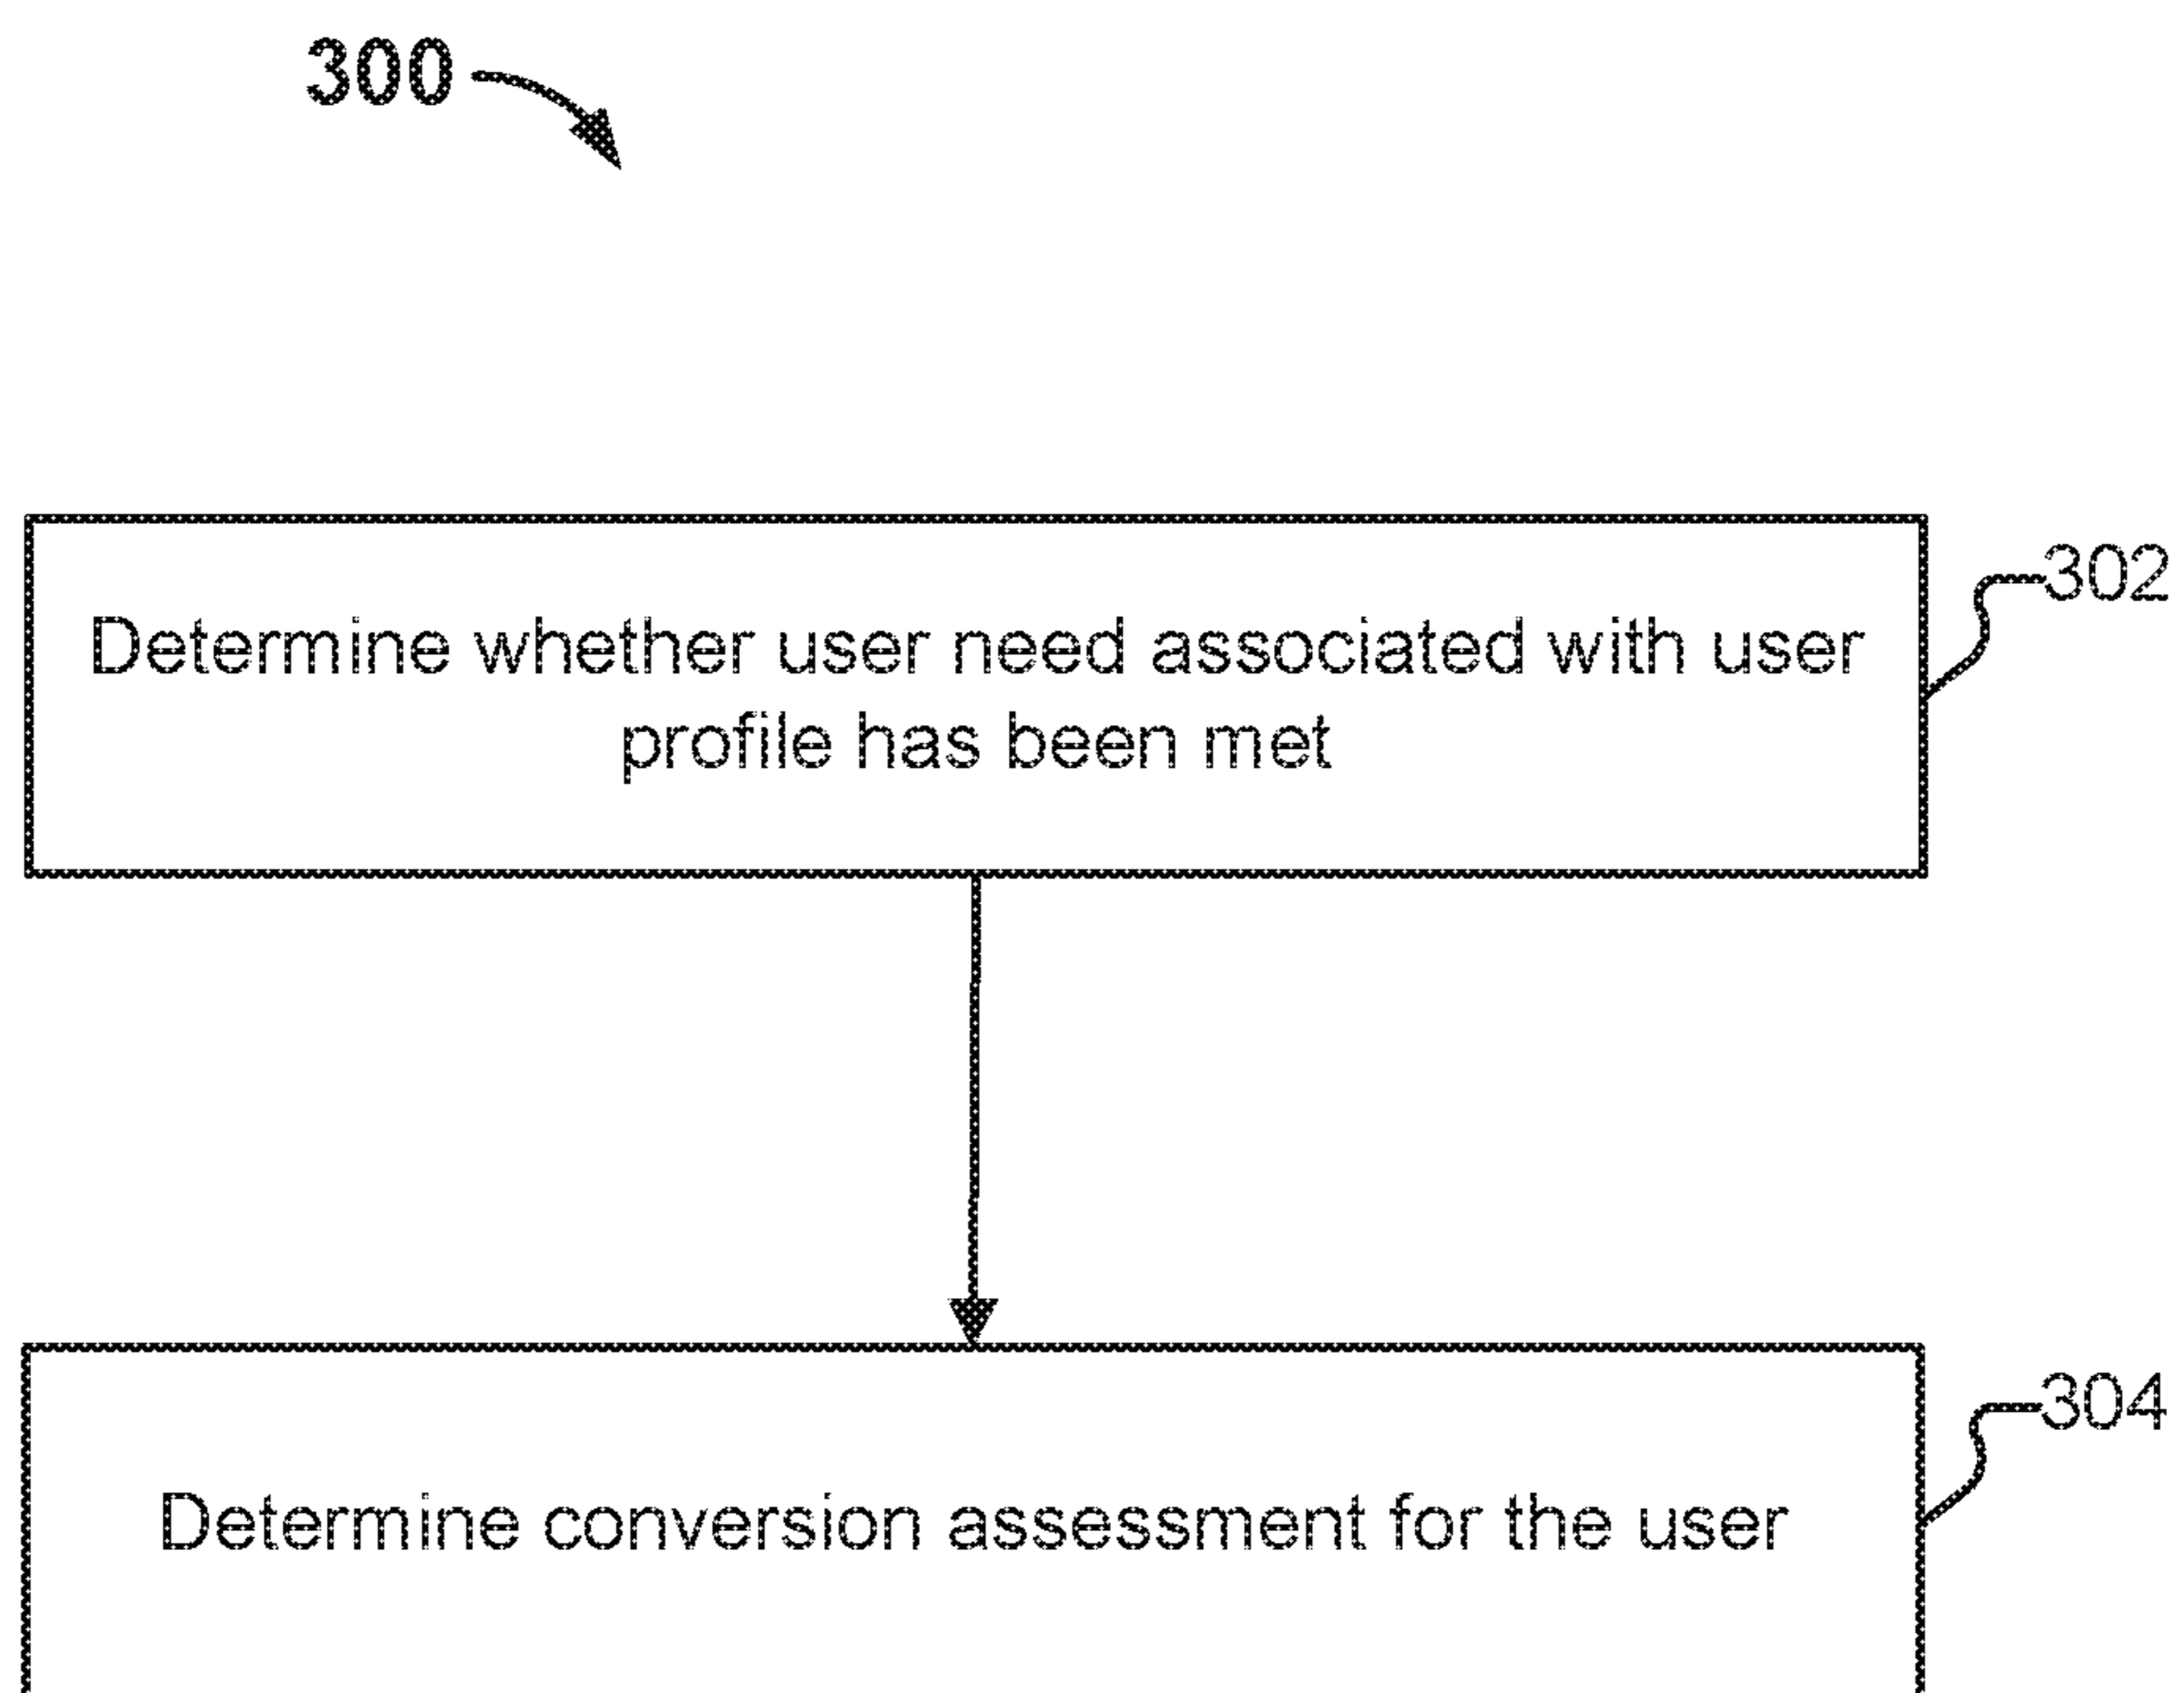 300
Determine whether user need associated with user
profile has been met
302
Determine conversion assessment for the user
304